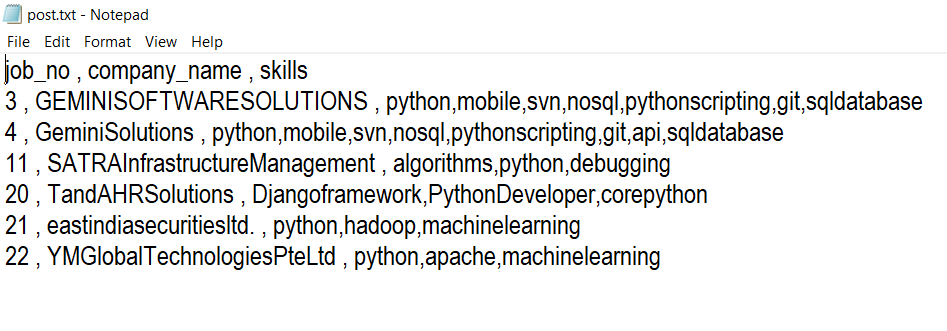 post.txt - Notepad
File Edit Format View Help
job_no , company_name , skills
3 , GEMINISOFTWARESOLUTIONS , python,mobile,svn,nosql,pythonscripting,git,sqldatabase
4 , GeminiSolutions , python,mobile,svn,nosql,pythonscripting,git,api,sqldatabase
11 , SATRAInfrastructureManagement , algorithms,python,debugging
20 , TandAHRSolutions , Djangoframework,PythonDeveloper,corepython
21 , eastindiasecuritiesltd. , python,hadoop,machinelearning
22 , YMGlobalTechnologiesPteLtd , python,apache,machinelearning